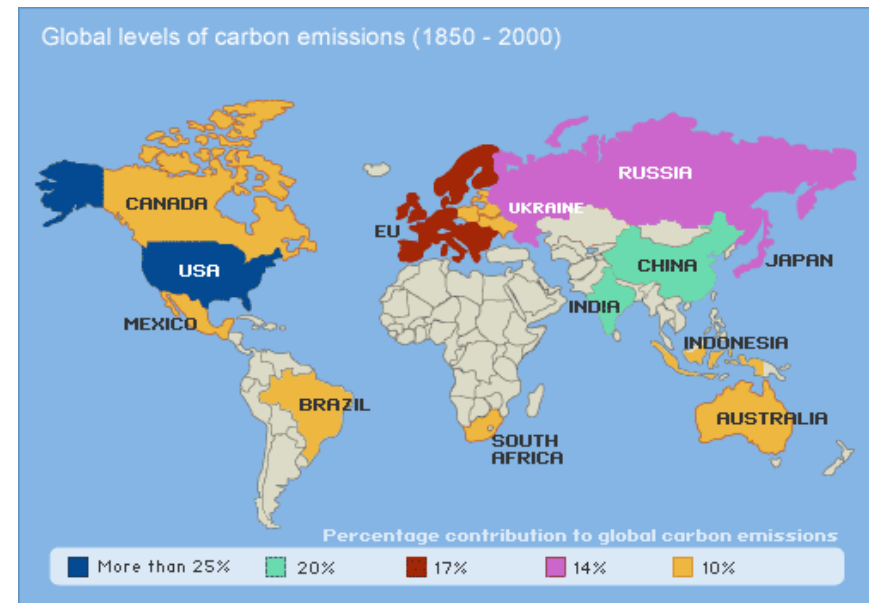 Global levels of carbon emissions (1850 - 2000)
RUSSIA
CANADA
UKRAINE
EU
USA
CHINA
JAPAN
INDIA
MEXICO
INDONESIA
BRAZIL
AUSTRALIA
SOUTH
AFRICA
Percentage contribution to global carbon emissions
More than 25% 20% 17% 14% 10%